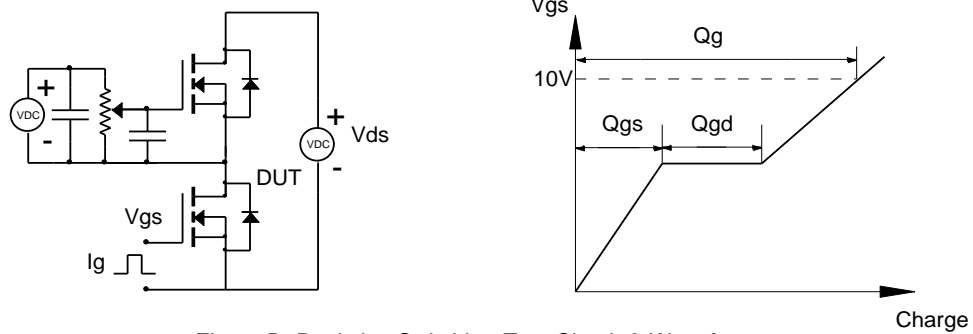 VDC
+
-
VDC
+
-
Vds
DUT
Vgs
Ig
Vgs
Qg
10V
Qgs
Qgd
Charge